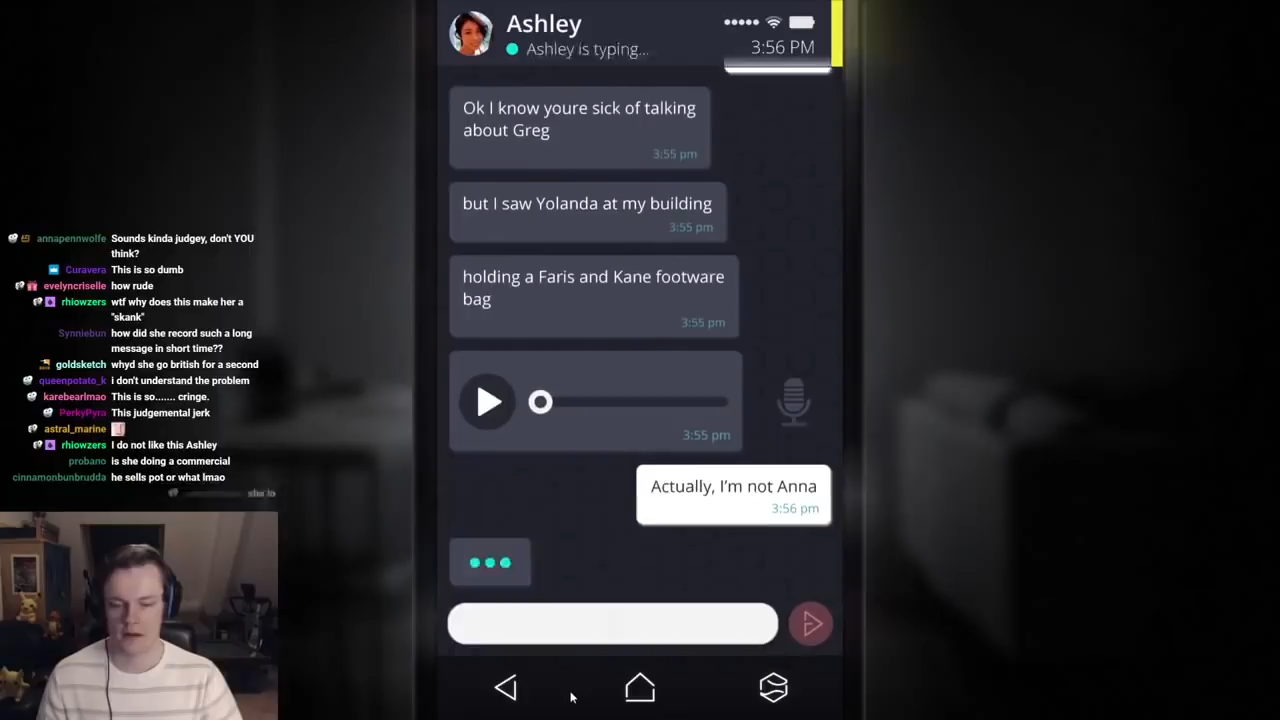 Ashley
Ashley is typing...
3:56 PM
Ok I know youre sick of talking
about Greg
3:55 pm
but I saw Yolanda at my building
3:55 pm
holding a Faris and Kane footware
bag
3:55 pm
3:55 pm
Actually, I'm not Anna
3:56 pm
annapennwolfe Sounds kinda judgey, don't YOU
think?
Curavera This is so dumb
evelyncriselle how rude
rhiowzers wtf why does this make her a
"skank"
Synniebun how did she record such a long
message in short time??
goldsketch whyd she go british for a second
queenpotato_k i don't understand the problem
karebearlmao This is so....... cringe.
PerkyPyra This judgemental jerk
astral_marine
rhiowzers I do not like this Ashley
probano is she doing a commercial
cinnamonbunbrudda he sells pot or what lmao